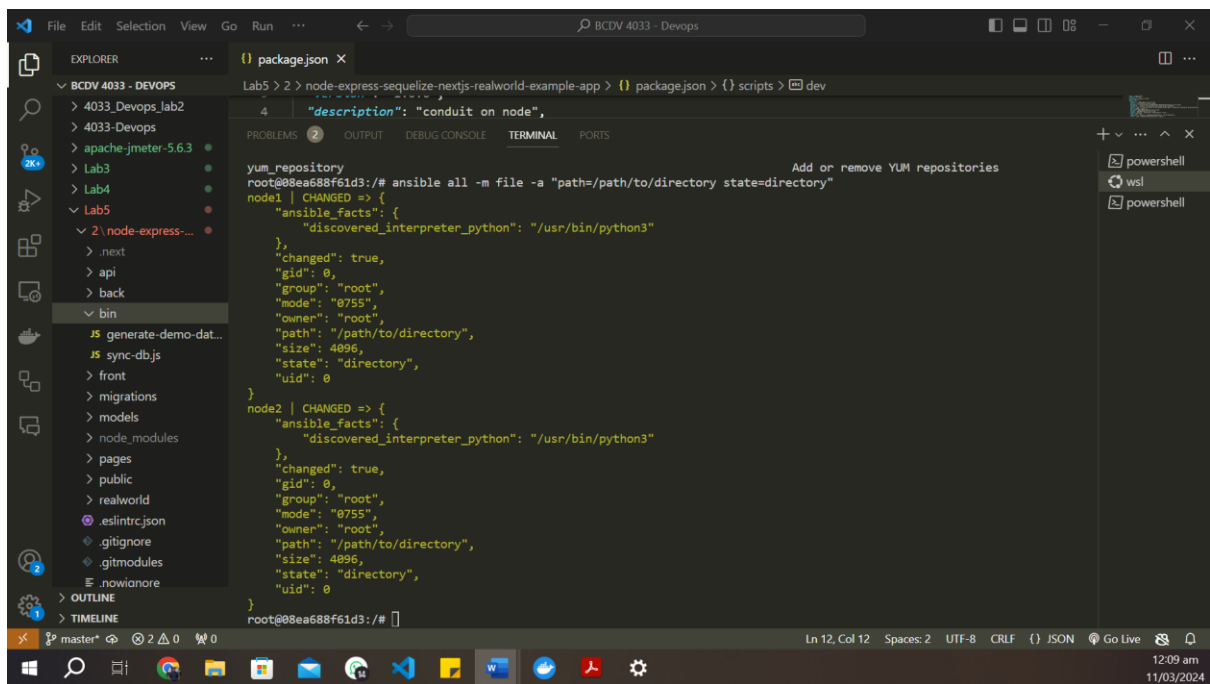 File Edit Selection View Go Run ... BCDV 4033 - Devops
EXPLORER ...
BCDV 4033 - DEVOPS
4033_Devops_lab2
4033-Devops
apache-jmeter-5.6.3
Lab3
Lab4
Lab5
2\node-express-...
.next
api
back
bin
JS generate-demo-dat...
JS sync-db.js
front
migrations
models
node_modules
pages
public
realworld
.eslintrc.json
.gitignore
.gitmodules
.nowignore
OUTLINE
TIMELINE
2K+
2
1
{} package.json
Lab5 > 2 > node-express-sequelize-nextjs-realworld-example-app > {} package.json > {} scripts > dev
4 "description": "conduit on node",
PROBLEMS 2 OUTPUT DEBUG CONSOLE TERMINAL PORTS
yum_repository Add or remove YUM repositories
root@08ea688f61d3:/# ansible all -m file -a "path=/path/to/directory state=directory"
node1 | CHANGED => {
"ansible_facts": {
"discovered_interpreter_python": "/usr/bin/python3"
},
"changed": true,
"gid": 0,
"group": "root",
"mode": "0755",
"owner": "root",
"path": "/path/to/directory",
"size": 4096,
"state": "directory",
"uid": 0
}
node2 | CHANGED => {
"ansible_facts": {
"discovered_interpreter_python": "/usr/bin/python3"
},
"changed": true,
"gid": 0,
"group": "root",
"mode": "0755",
"owner": "root",
"path": "/path/to/directory",
"size": 4096,
"state": "directory",
"uid": 0
}
root@08ea688f61d3:/#
powershell
wsl
powershell
master* 2 0 0 Ln 12, Col 12 Spaces: 2 UTF-8 CRLF {} JSON Go Live
12:09 am
11/03/2024